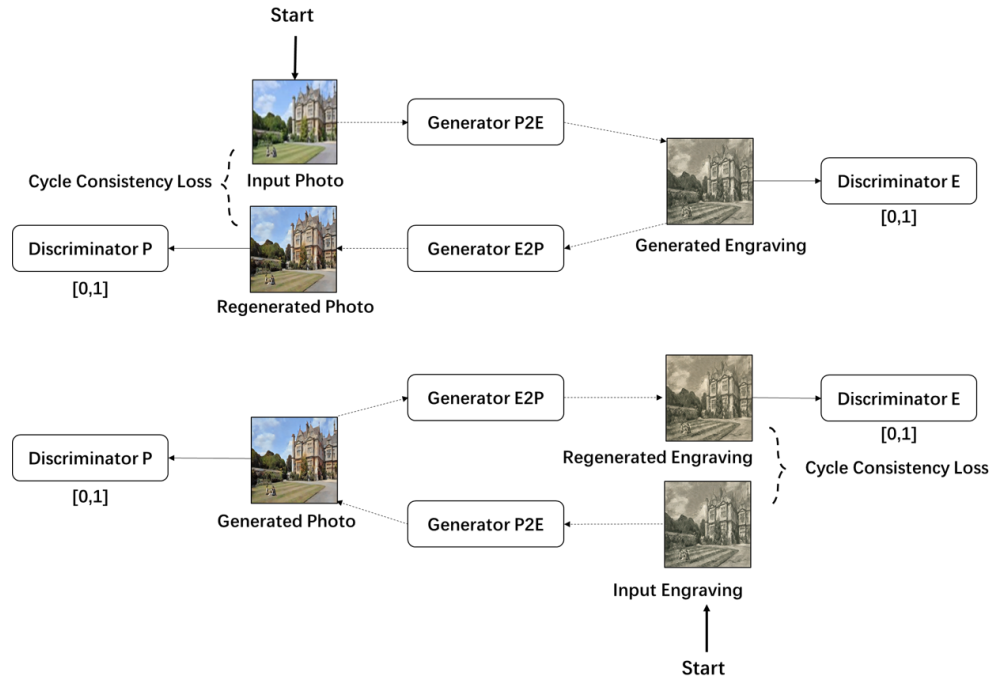 Start
Generator P2E
Input Photo
Cycle Consistency Loss
Discriminator E
[0,1]
Generated Engraving
Discriminator P
[0,1]
Generator E2P
Regenerated Photo
Generator E2P
Discriminator E
[0,1]
Regenerated Engraving
Cycle Consistency Loss
Discriminator P
[0,1]
Generated Photo
Generator P2E
Input Engraving
Start